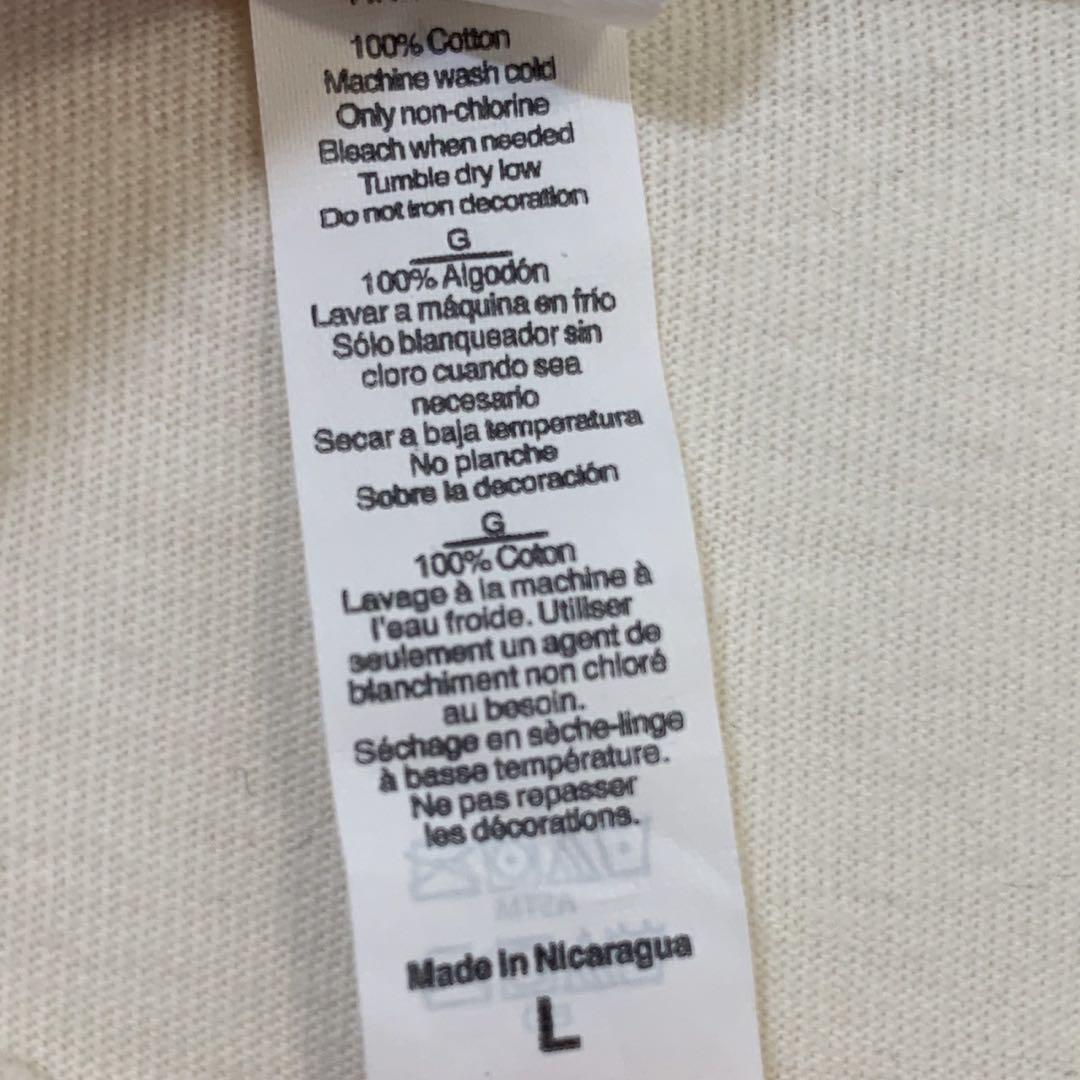 100% Cotton
Machine wash cold
Only non-chlorine
Bleach when needed
Tumble dry low
Do not iron decoration
G
100% Algodón
Lavar a máquina en frío
Sólo blanqueador sin
cloro cuando sea
necesario
Secar a baja temperatura
No planche
Sobre la decoración
G
100% Coton
Lavage à la machine à
l'eau froide. Utiliser
seulement un agent de
blanchiment non chloré
au besoin.
Séchage en sèche-linge
à basse température.
Ne pas repasser
les décorations.
ASTM
Made in Nicaragua
L